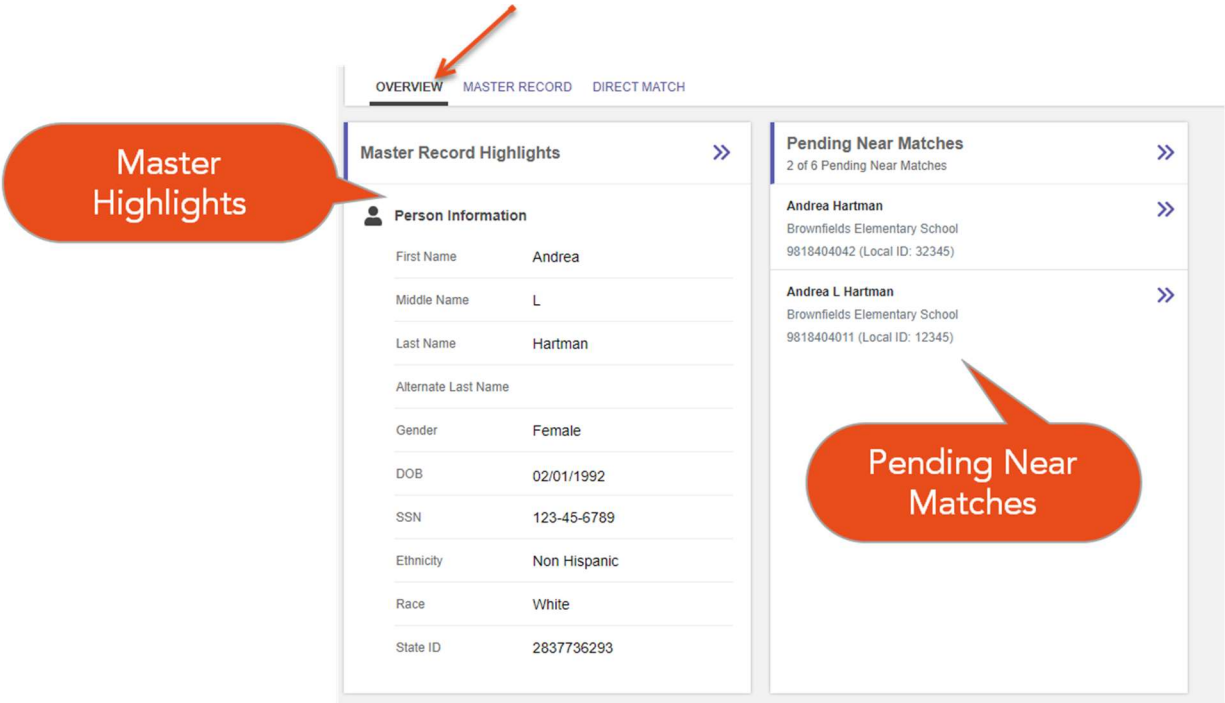 OVERVIEW MASTER RECORD DIRECT MATCH
Master
Highlights
Master Record Highlights
Person Information
First Name Andrea
Middle Name L
Last Name Hartman
Alternate Last Name
Gender Female
DOB 02/01/1992
SSN 123-45-6789
Ethnicity Non Hispanic
Race White
State ID 2837736293
Pending Near Matches
2 of 6 Pending Near Matches
Andrea Hartman
Brownfields Elementary School
9818404042 (Local ID: 32345)
Andrea L Hartman
Brownfields Elementary School
9818404011 (Local ID: 12345)
Pending Near
Matches